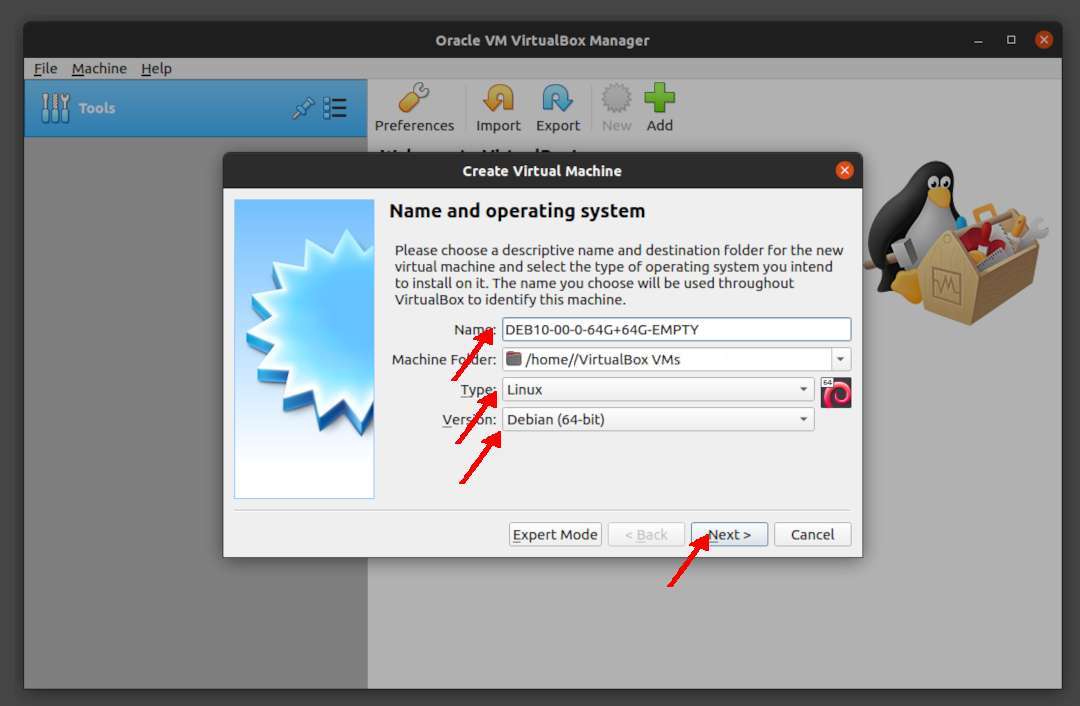 Oracle VM VirtualBox Manager
File Machine Help
Tools
Preferences Import Export New Add
Create Virtual Machine
Name and operating system
Please choose a descriptive name and destination folder for the new
virtual machine and select the type of operating system you intend
to install on it. The name you choose will be used throughout
VirtualBox to identify this machine.
Name: DEB10-00-0-64G+64G-EMPTY
Machine Folder: /home//VirtualBox VMs
Type: Linux
64
Version: Debian (64-bit)
Expert Mode < Back Next > Cancel